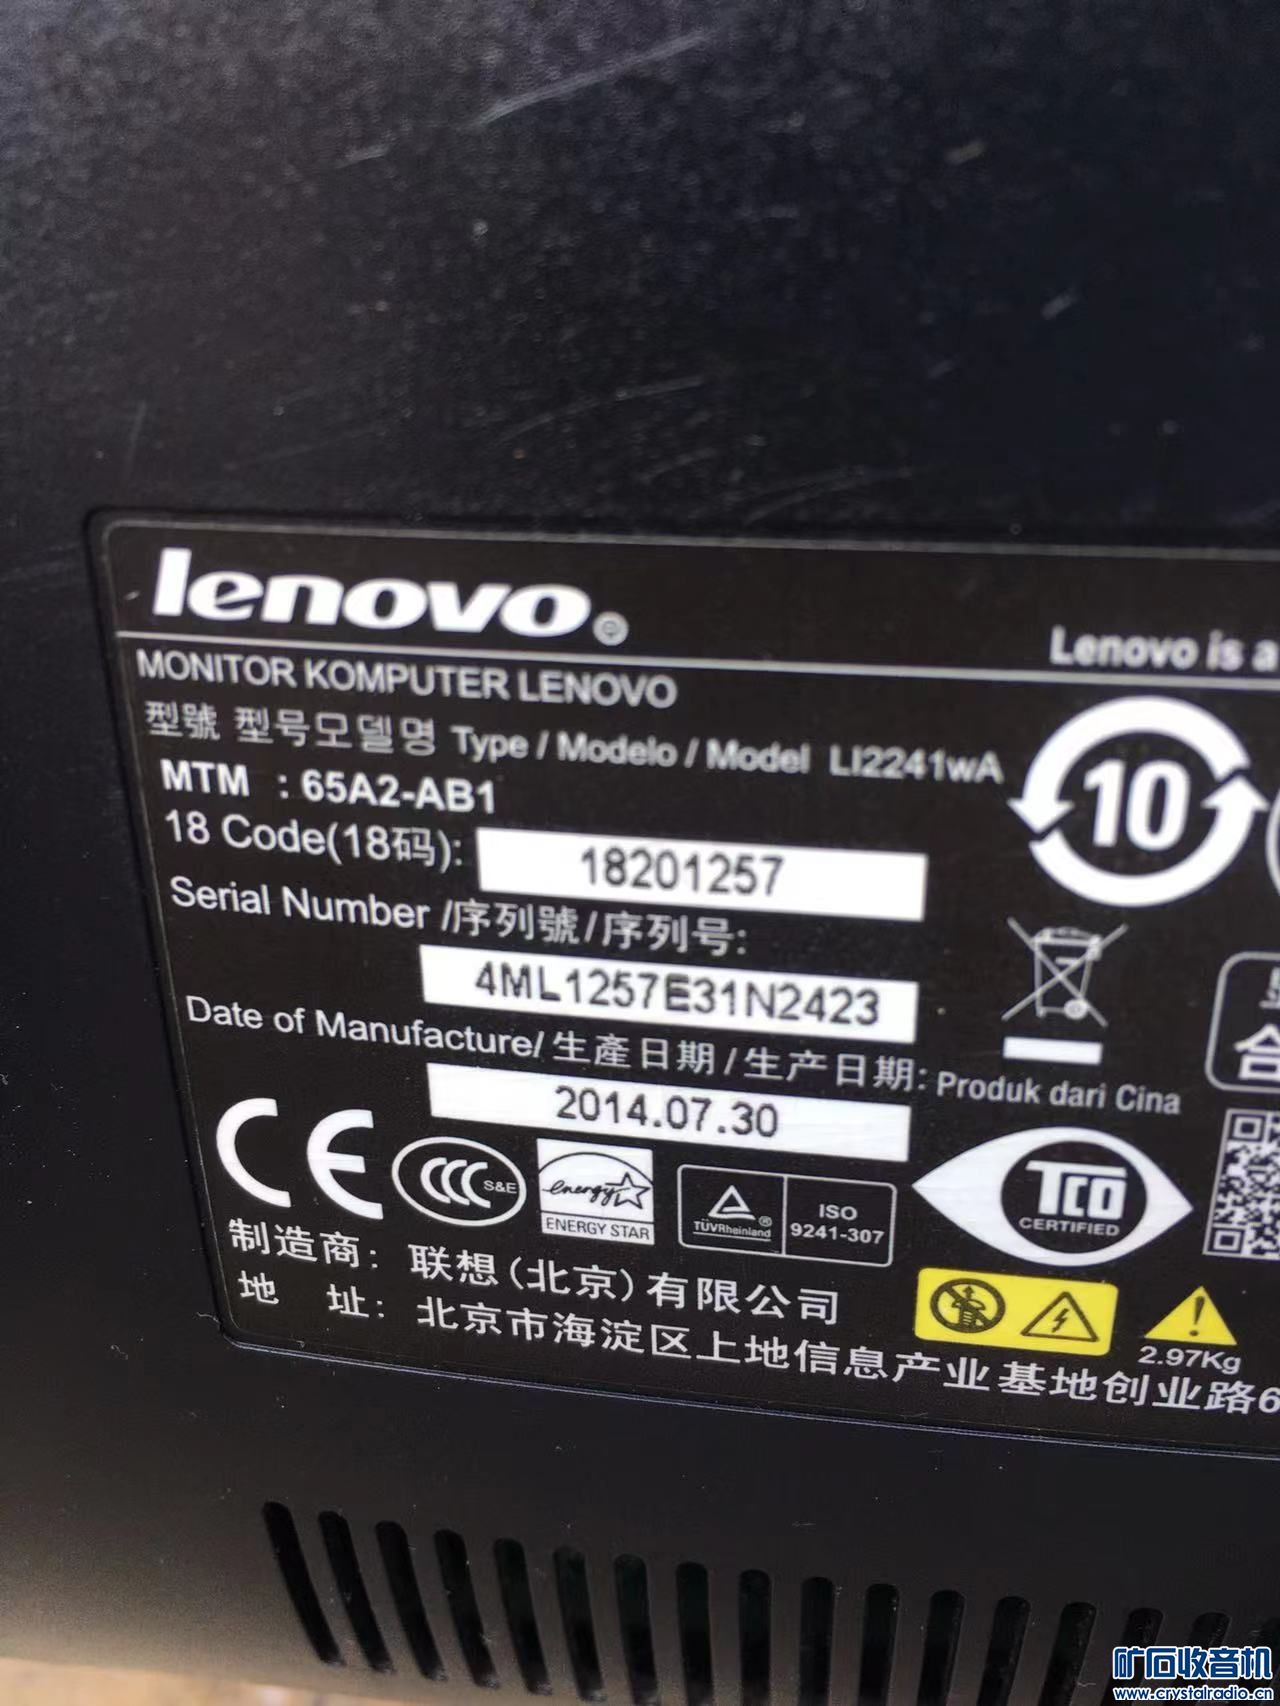 lenovo®
Lenovo is a
MONITOR KOMPUTER LENOVO
型號 型号모델명 Type / Modelo / Model LI2241wA
MTM : 65A2-AB1
10
18 Code(18码):
18201257
Serial Number /序列號/序列号:
4ML1257E31N2423
合
Date of Manufacture/生產日期/生产日期:
Produk dari Cina
2014.07.30
CE
CCC S&E
energy
ENERGY STAR
TÜVRheinland®
ISO
9241-307
TCO
CERTIFIED
制造商: 联想(北京)有限公司
地 址: 北京市海淀区上地信息产业基地创业路6
2.97Kg
矿石收音机
www.crystalradio.cn